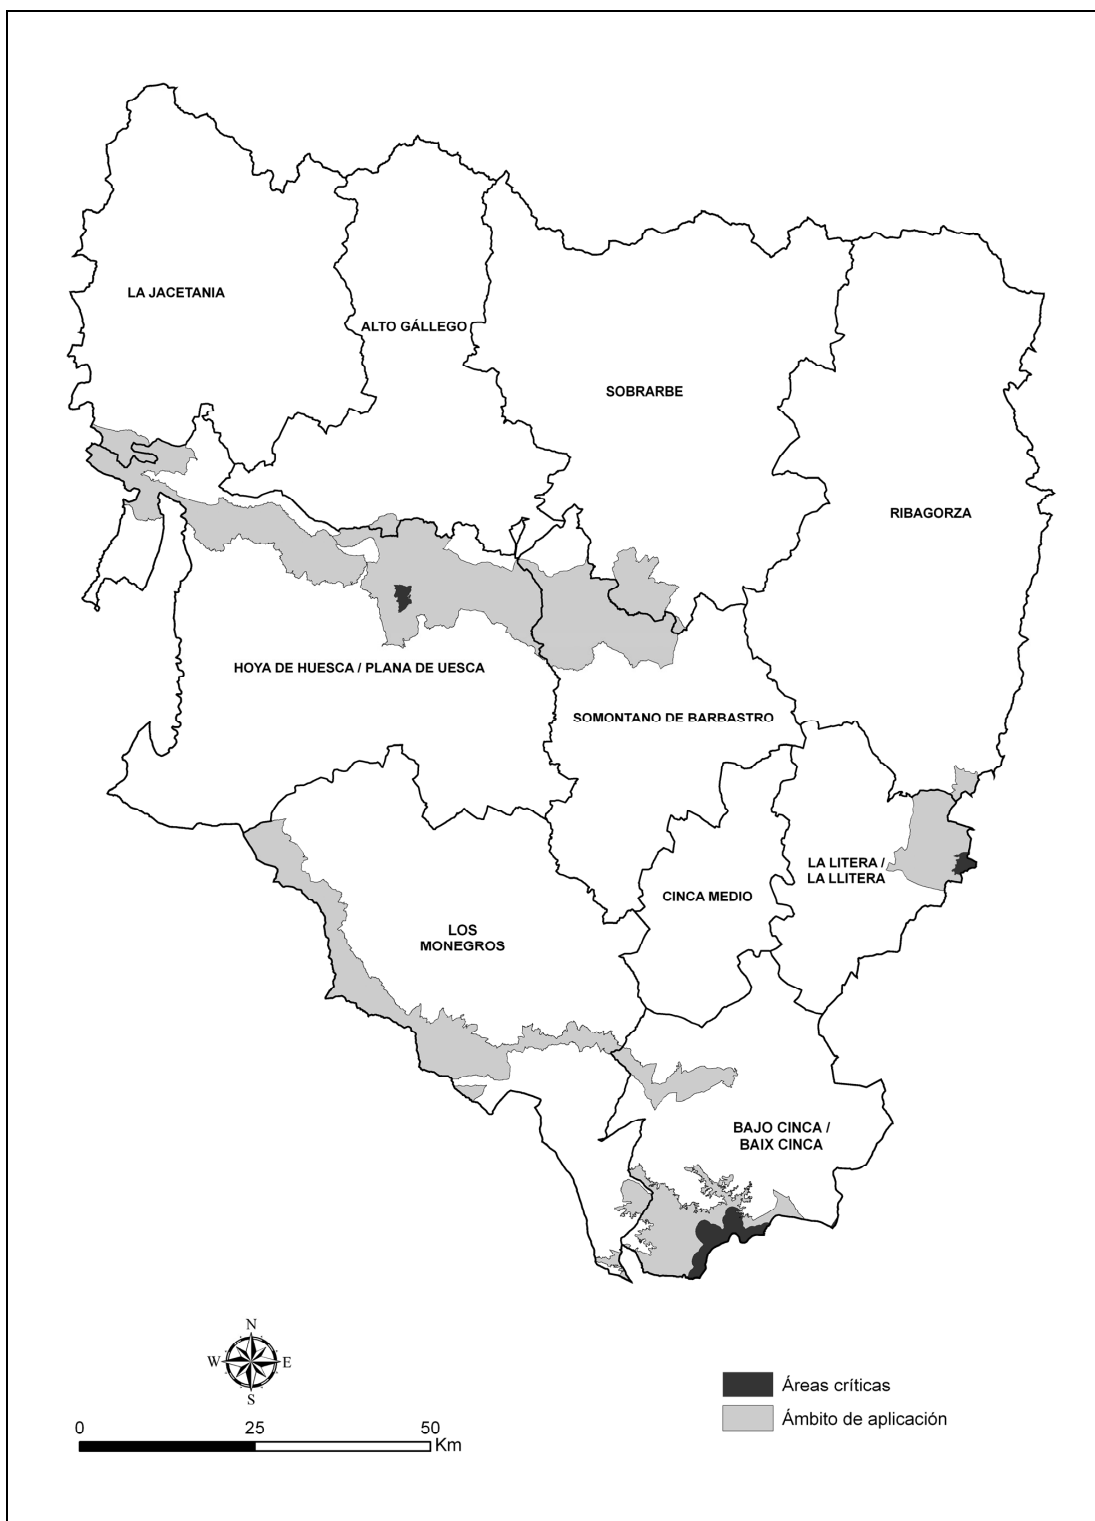 LA JACETANIA
ALTO GÁLLEGO
SOBRARBE
RIBAGORZA
HOYA DE HUESCA / PLANA DE UESCA
SOMONTANO DE BARBASTRO
LA LITERA /
LA LLITERA
CINCA MEDIO
LOS
MONEGROS
BAJO CINCA /
BAIX CINCA
N
W
E
S
0
25
50
Km
Áreas críticas
Ámbito de aplicación